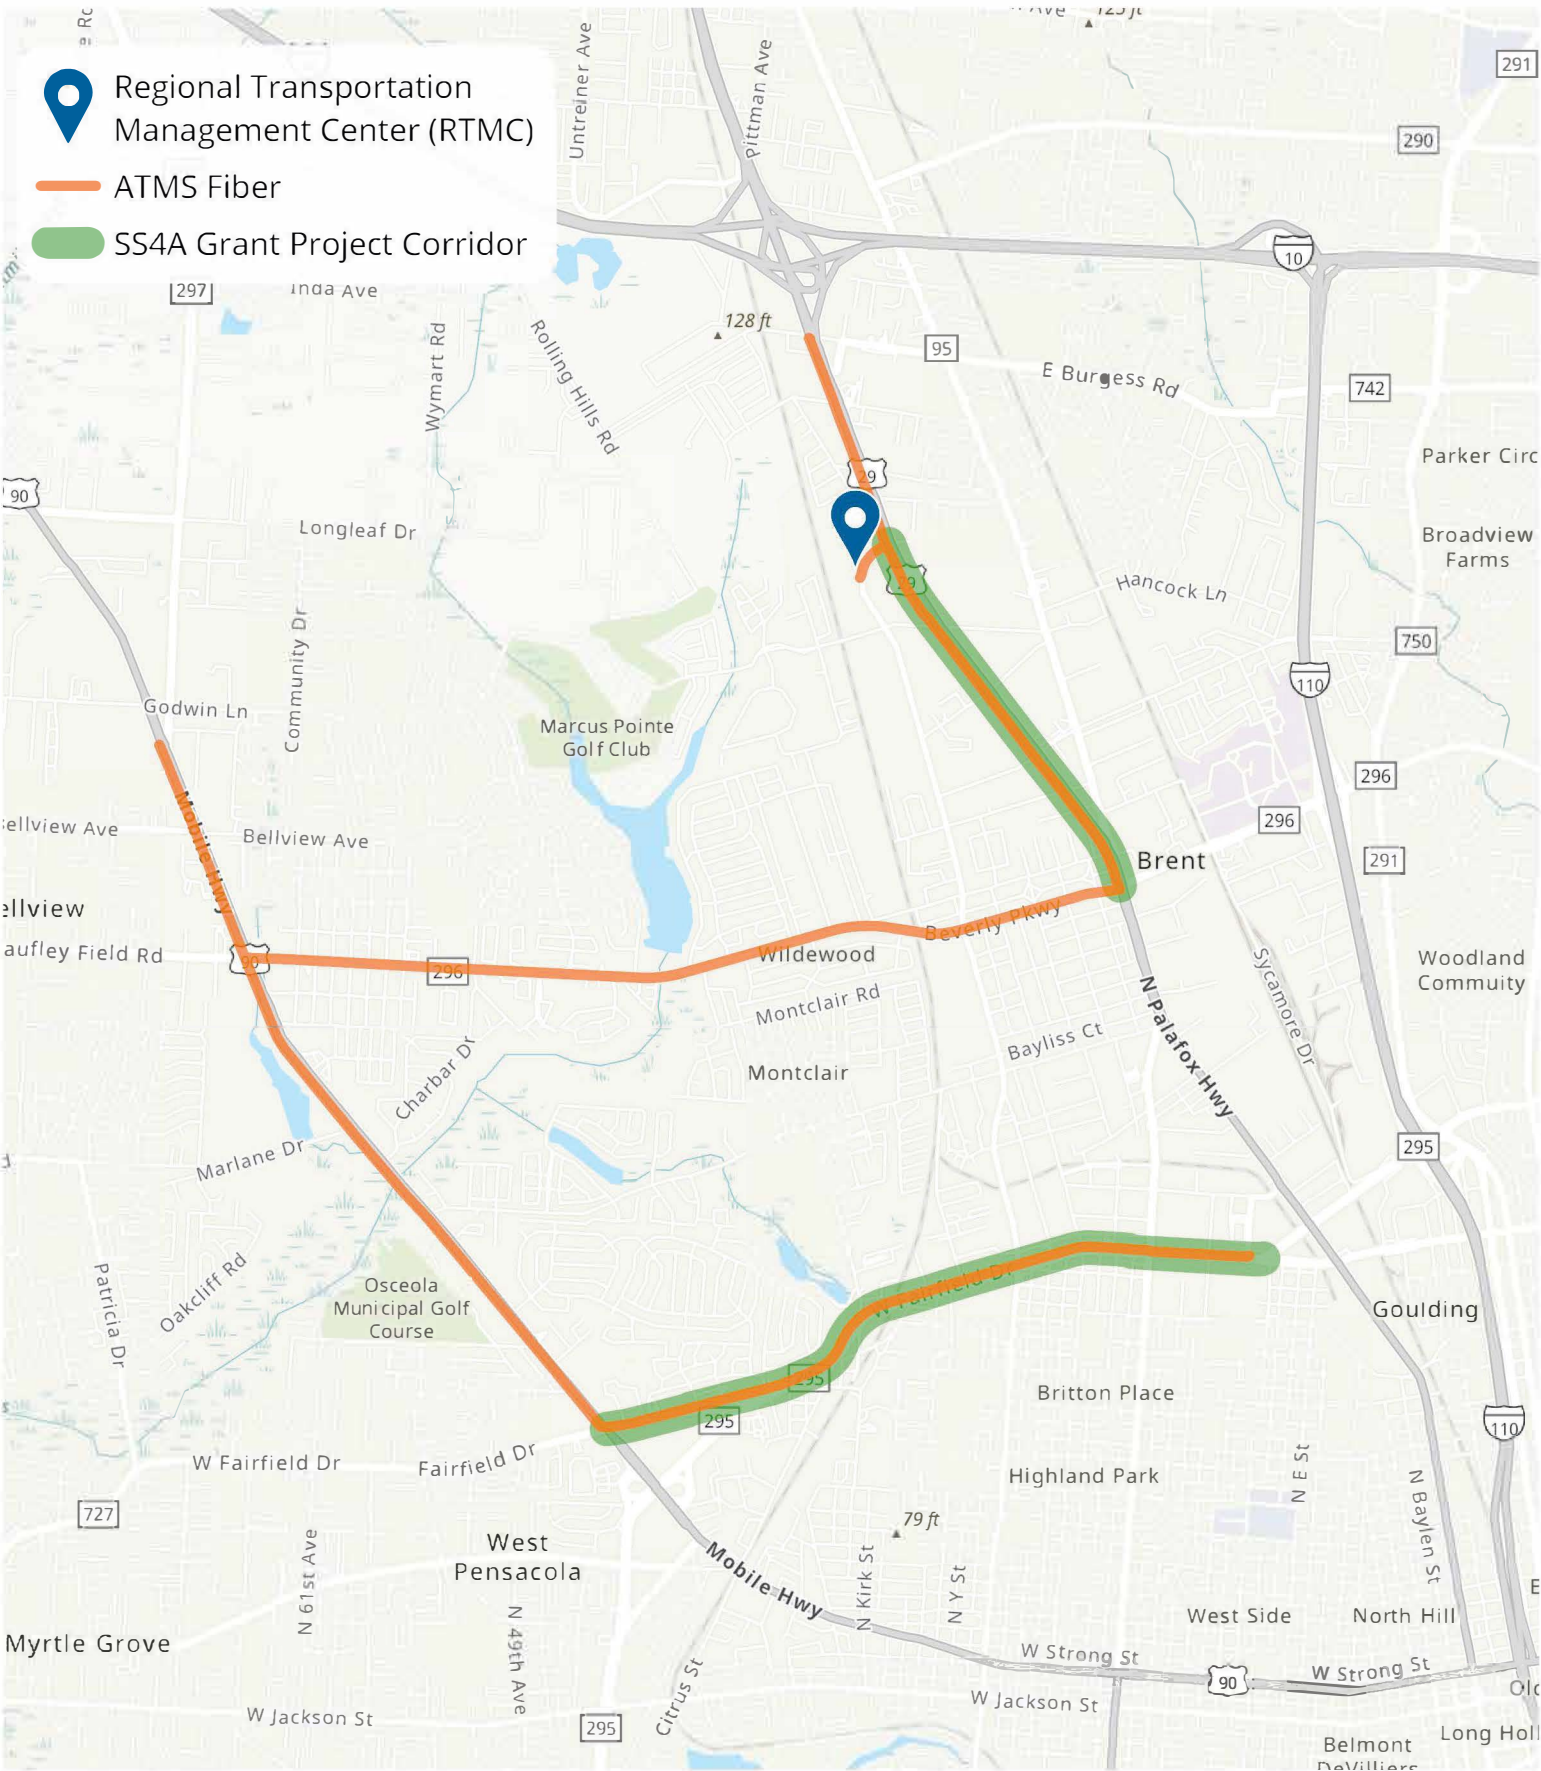 Regional Transportation
Management Center (RTMC)
ATMS Fiber
SS4A Grant Project Corridor
Untreiner Ave
Pittman Ave
291
290
10
297
Inda Ave
128 ft
95
E Burgess Rd
742
Wymart Rd
Rolling Hills Rd
Parker Circ
29
90
Longleaf Dr
Broadview
Farms
29
Hancock Ln
Community Dr
750
110
Godwin Ln
Marcus Pointe
Golf Club
296
296
Mobile Hwy
Bellview Ave
ellview Ave
Brent
291
ellview
Beverly Pkwy
aufley Field Rd
90
296
Wildewood
Woodland
Commuity
Sycamore Dr
Montclair Rd
N Palafox Hwy
Bayliss Ct
Charbar Dr
Montclair
Marlane Dr
295
Patricia Dr
Oakcliff Rd
Osceola
Municipal Golf
Course
W Fairfield Dr
Goulding
295
295
Britton Place
110
W Fairfield Dr
Fairfield Dr
Highland Park
N E St
N Baylen St
727
79 ft
West
Pensacola
N 61st Ave
Mobile Hwy
N Kirk St
N Y St
N 49th Ave
West Side
North Hill
Myrtle Grove
W Strong St
W Strong St
90
Citrus St
W Jackson St
W Jackson St
295
Long Holl
Belmont
DeVilliers